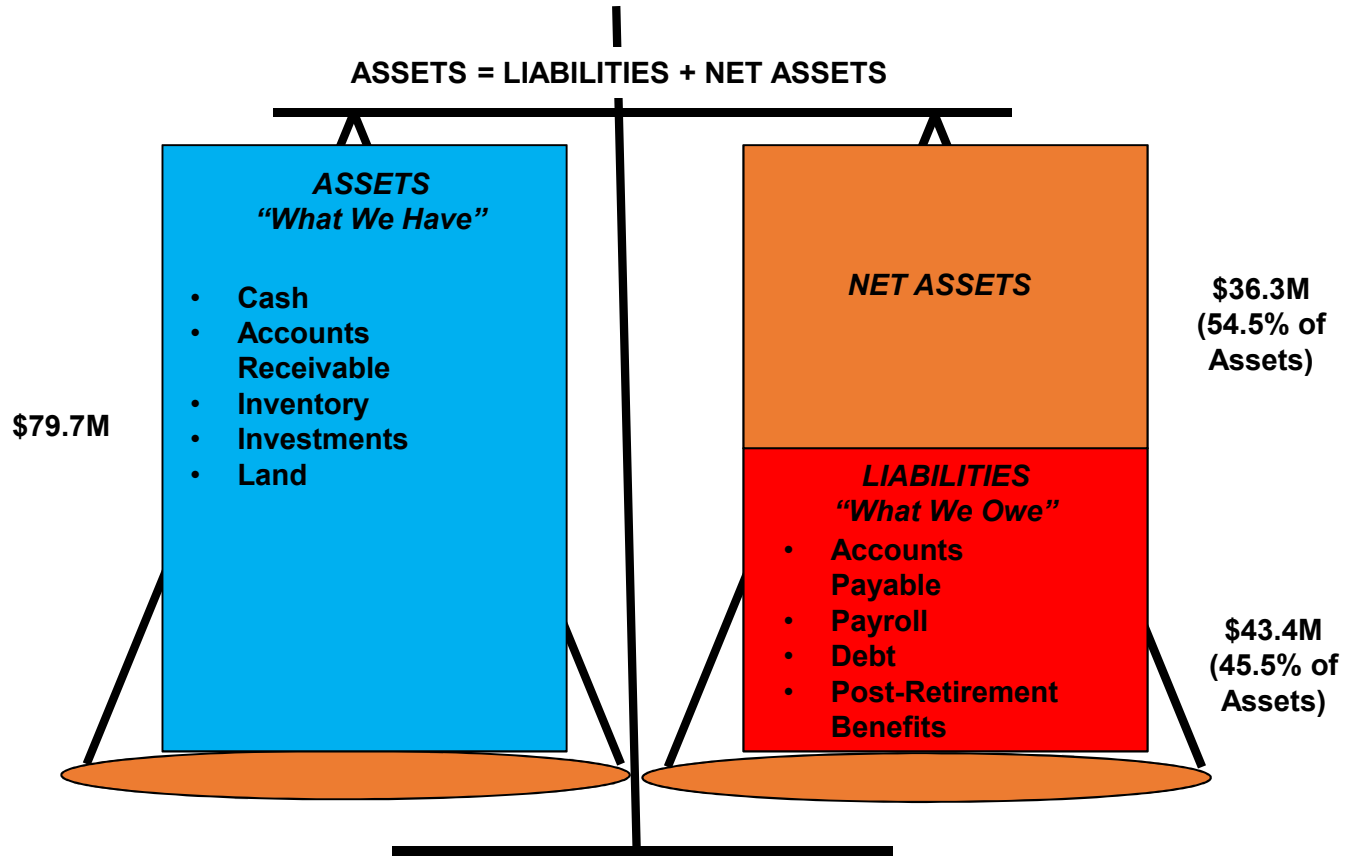 ASSETS = LIABILITIES + NET ASSETS
$79.7M
ASSETS
“What We Have”
• Cash
• Accounts
Receivable
• Inventory
• Investments
• Land
NET ASSETS
$36.3M
(54.5% of
Assets)
LIABILITIES
“What We Owe”
• Accounts
Payable
• Payroll
• Debt
• Post-Retirement
Benefits
$43.4M
(45.5% of
Assets)